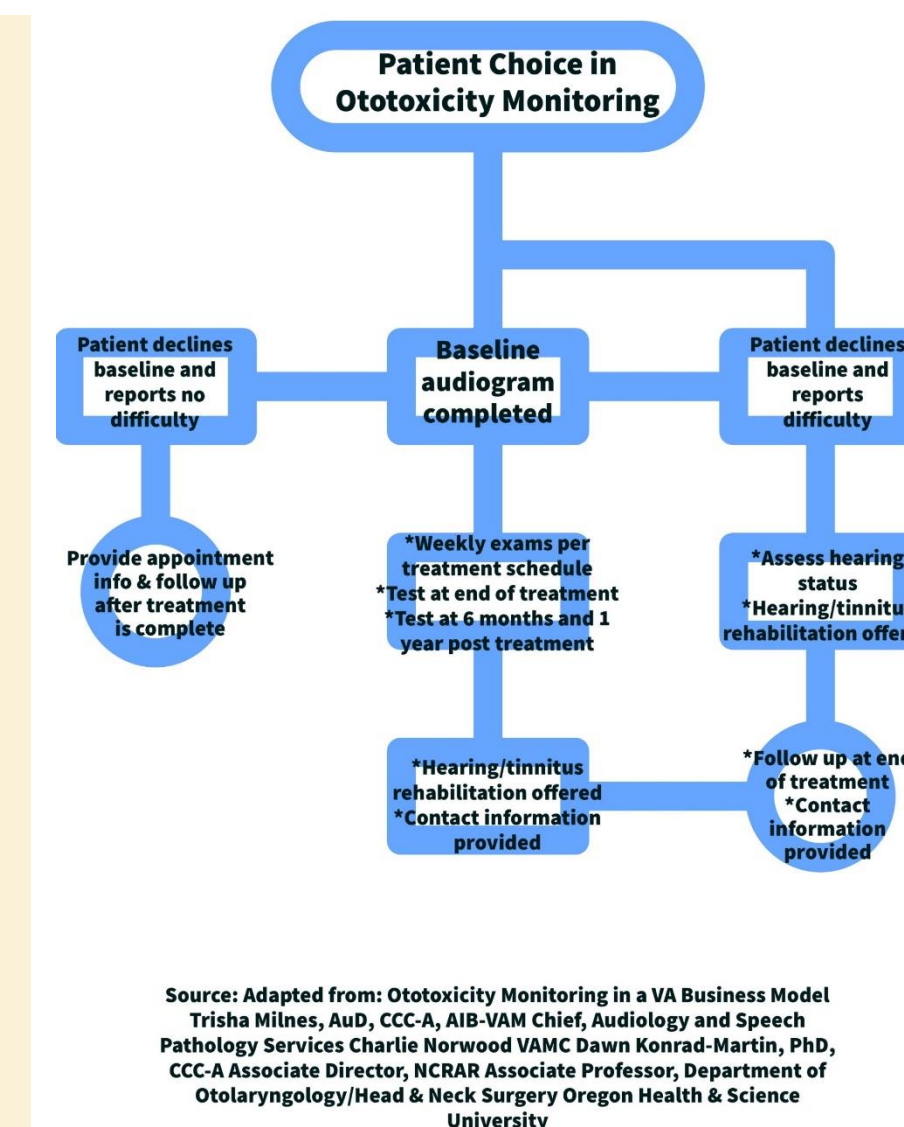 Patient Choice in
Ototoxicity Monitoring
Patient declines
baseline and
reports no
difficulty
Baseline
audiogram
completed
Patient declines
baseline and
reports
difficulty
Provide appointment
info & follow up
after treatment
is complete
*Weekly exams per
treatment schedule
*Test at end of treatment
*Test at 6 months and 1
year post treatment
*Assess hearing
status
*Hearing/tinnitu
rehabilitation offer
*Hearing/tinnitus
rehabilitation offered
*Contact information
provided
*Follow up at end
of treatment
*Contact
information
provided
Source: Adapted from: Ototoxicity Monitoring in a VA Business Model
Trisha Milnes, AuD, CCC-A, AIB-VAM Chief, Audiology and Speech
Pathology Services Charlie Norwood VAMC Dawn Konrad-Martin, PhD,
CCC-A Associate Director, NCRAR Associate Professor, Department of
Otolaryngology/Head & Neck Surgery Oregon Health & Science
University